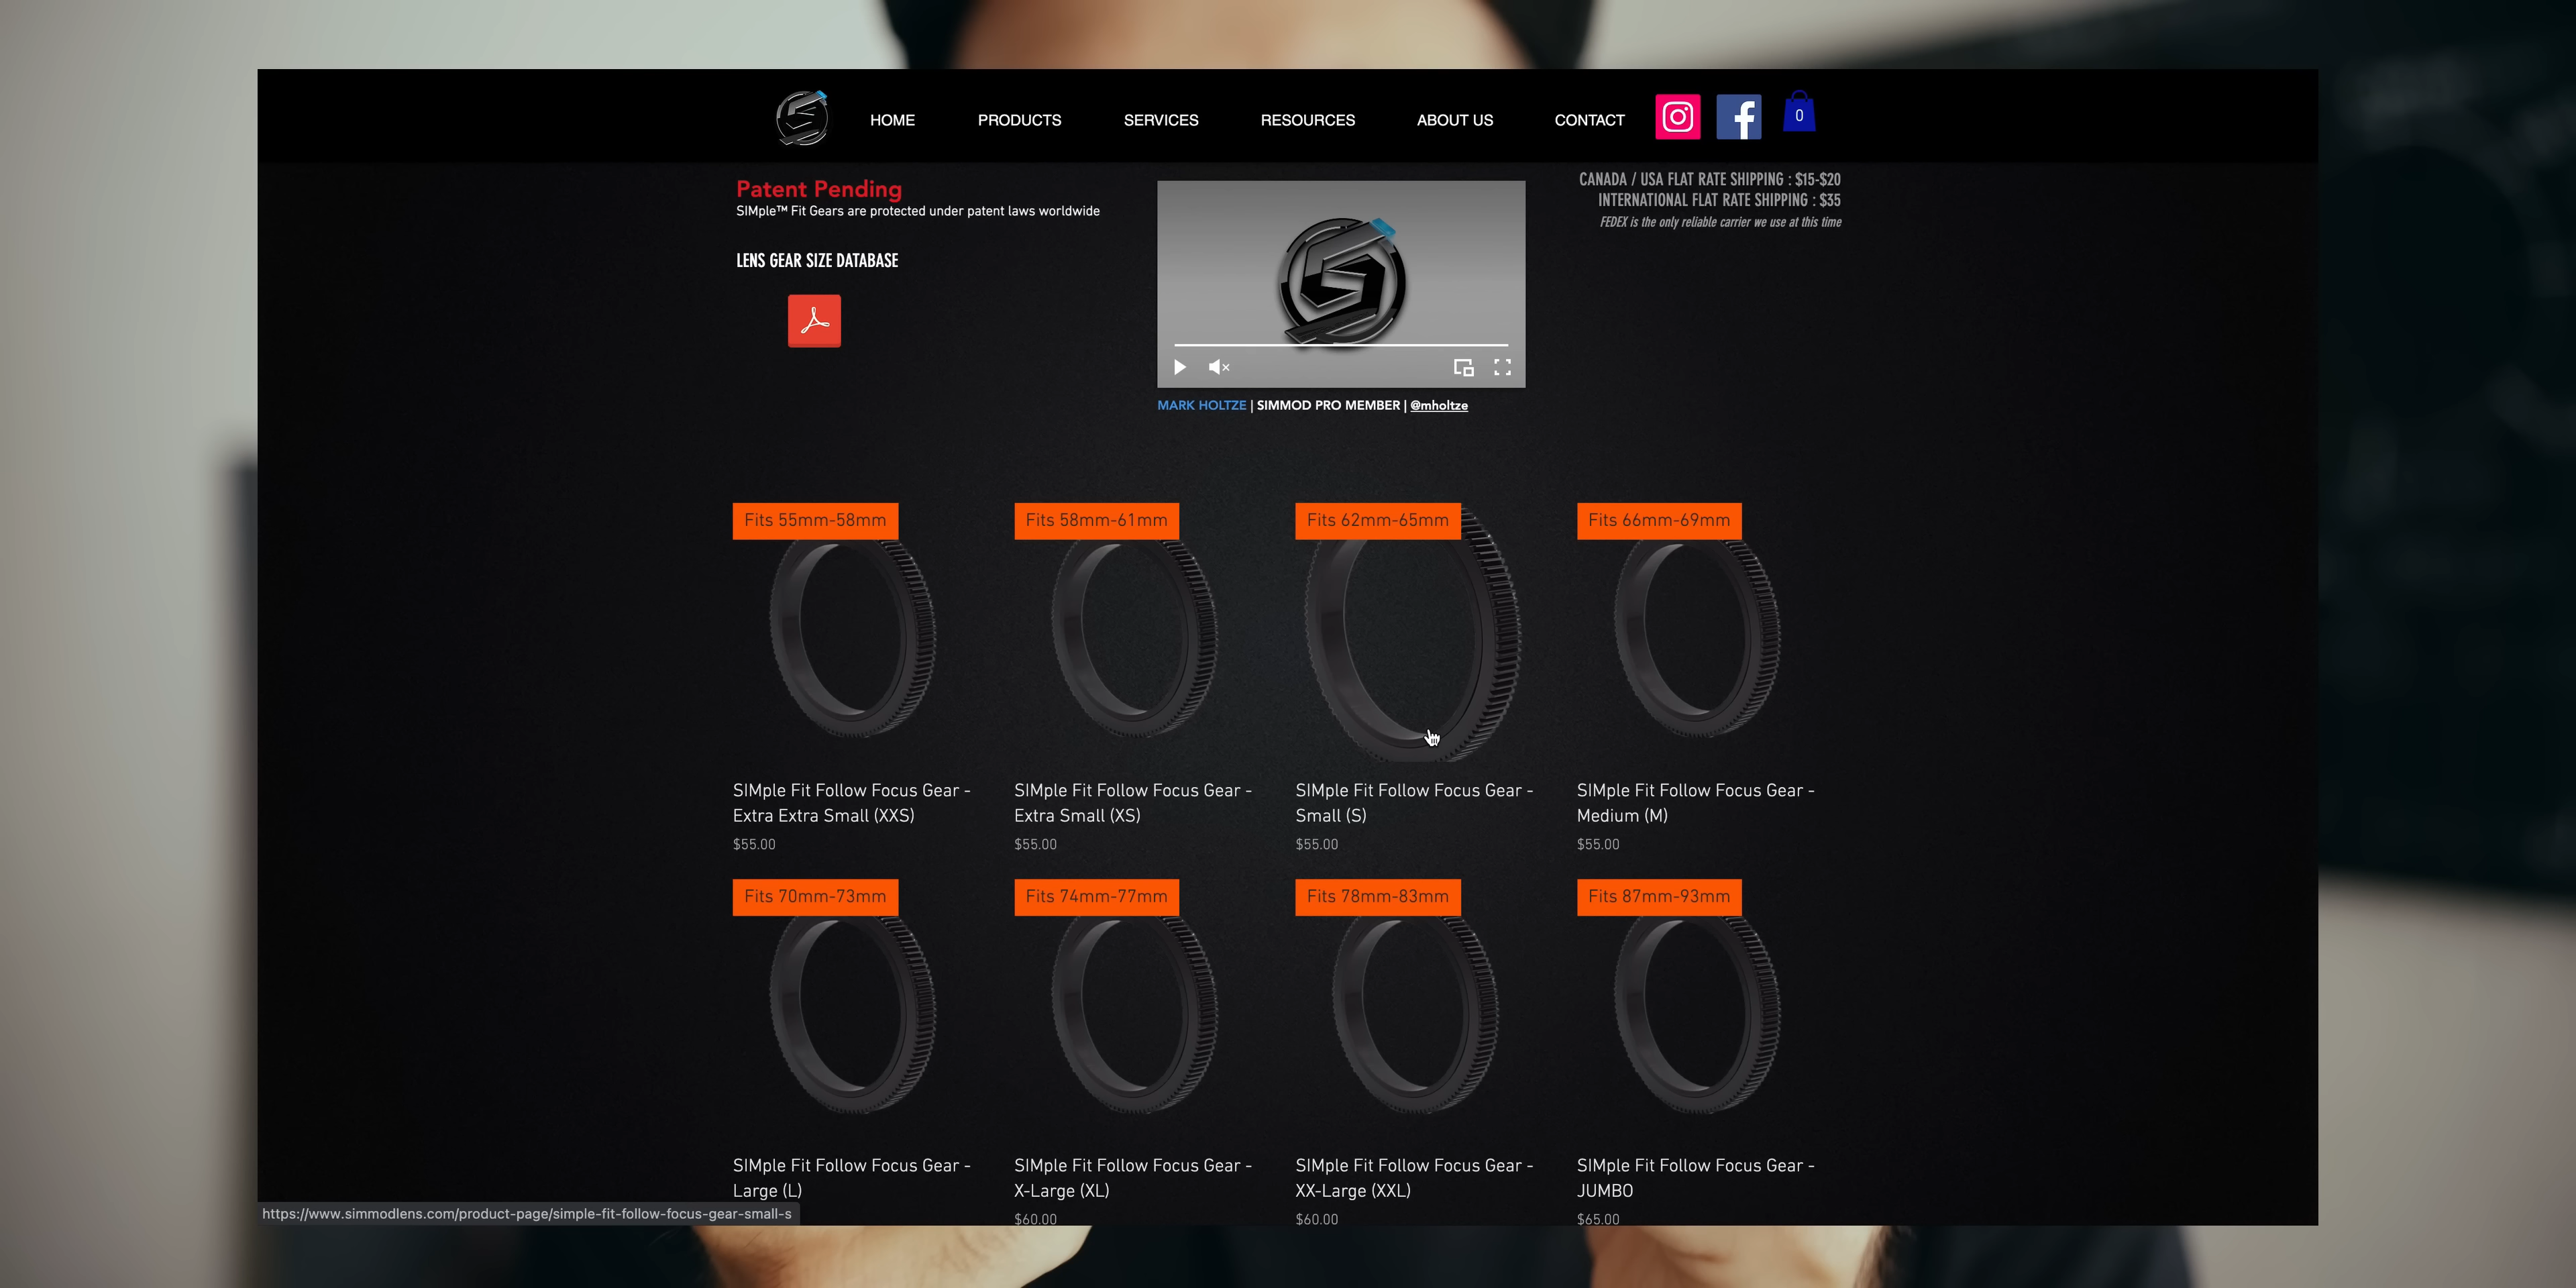 HOME PRODUCTS SERVICES RESOURCES ABOUT US CONTACT 0
Patent Pending
SIMple™ Fit Gears are protected under patent laws worldwide
LENS GEAR SIZE DATABASE
CANADA / USA FLAT RATE SHIPPING : $15-$20
INTERNATIONAL FLAT RATE SHIPPING : $35
FEDEX is the only reliable carrier we use at this time
MARK HOLTZE | SIMMOD PRO MEMBER | @mholtze
Fits 55mm-58mm
SIMple Fit Follow Focus Gear -
Extra Extra Small (XXS)
$55.00
Fits 58mm-61mm
SIMple Fit Follow Focus Gear -
Extra Small (XS)
$55.00
Fits 62mm-65mm
SIMple Fit Follow Focus Gear -
Small (S)
$55.00
Fits 66mm-69mm
SIMple Fit Follow Focus Gear -
Medium (M)
$55.00
Fits 70mm-73mm
SIMple Fit Follow Focus Gear -
Large (L)
Fits 74mm-77mm
SIMple Fit Follow Focus Gear -
X-Large (XL)
$60.00
Fits 78mm-83mm
SIMple Fit Follow Focus Gear -
XX-Large (XXL)
$60.00
Fits 87mm-93mm
SIMple Fit Follow Focus Gear -
JUMBO
$65.00
https://www.simmodlens.com/product-page/simple-fit-follow-focus-gear-small-s